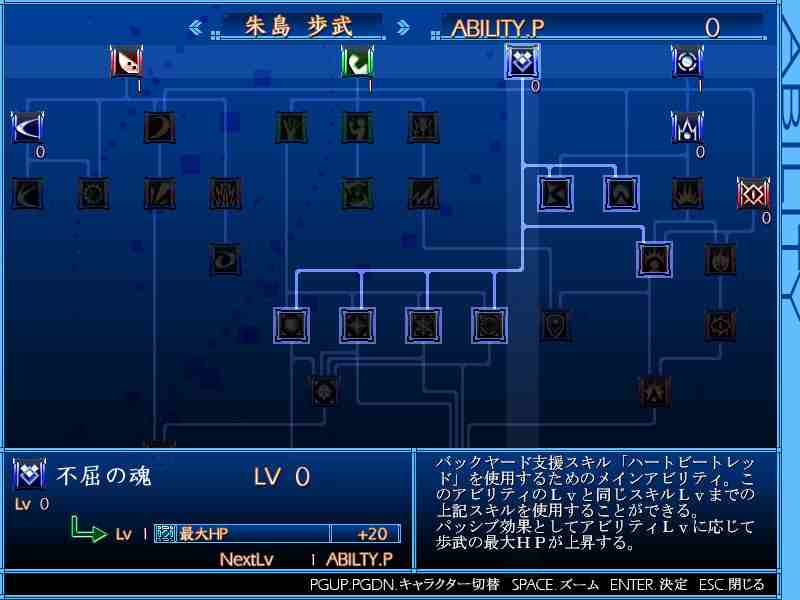 朱島 歩武
ABILITY.P 0
1
1
0
1
0
0
0
ABILITY
不屈の魂 LV 0
Lv 0
Lv 1 最大HP +20
NextLv 1 ABILTY.P
バックヤード支援スキル「ハートビートレッ
ド」を使用するためのメインアビリティ。こ
のアビリティのLvと同じスキルLvまでの
上記スキルを使用することができる。
パッシブ効果としてアビリティLvに応じて
歩武の最大HPが上昇する。
PGUP.PGDN.キャラクター切替 SPACE.ズーム ENTER.決定 ESC.閉じる